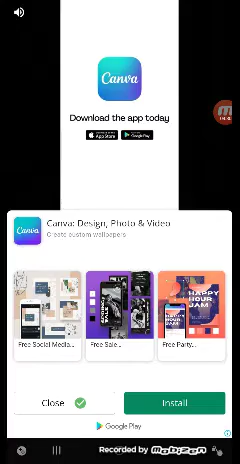 Canva
Download the app today
App Store
Google Play
Canva
Canva: Design, Photo & Video
Create custom wallpapers
HAPPY
HOUR
JAM
Free Social Media...
Free Sale...
Free Party...
Close
Install
Google Play
Recorded by MOBIZEN